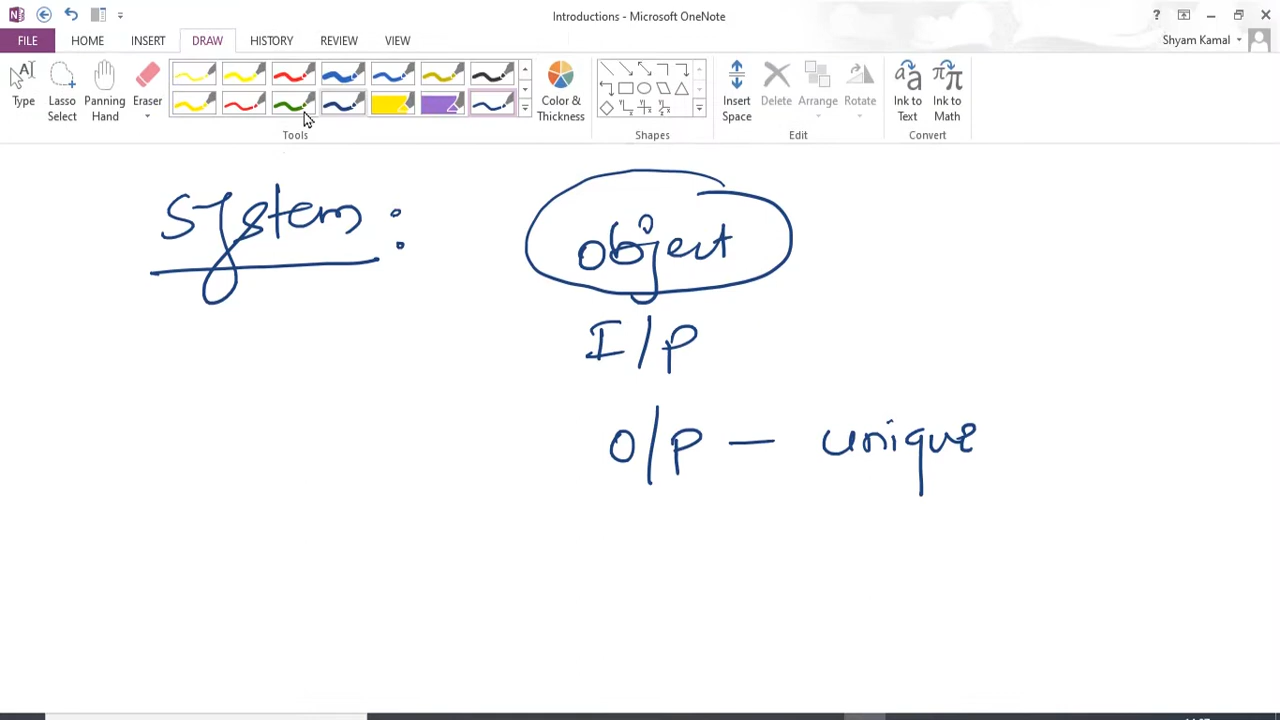 Introductions - Microsoft OneNote
?
FILE HOME INSERT DRAW HISTORY REVIEW VIEW
Shyam Kamal
Type
Lasso Select
Panning Hand
Eraser
Color & Thickness
Insert Space
Delete
Arrange
Rotate
Ink to Text
Ink to Math
Tools Shapes Edit Convert
System : object
I/P
O/P — unique